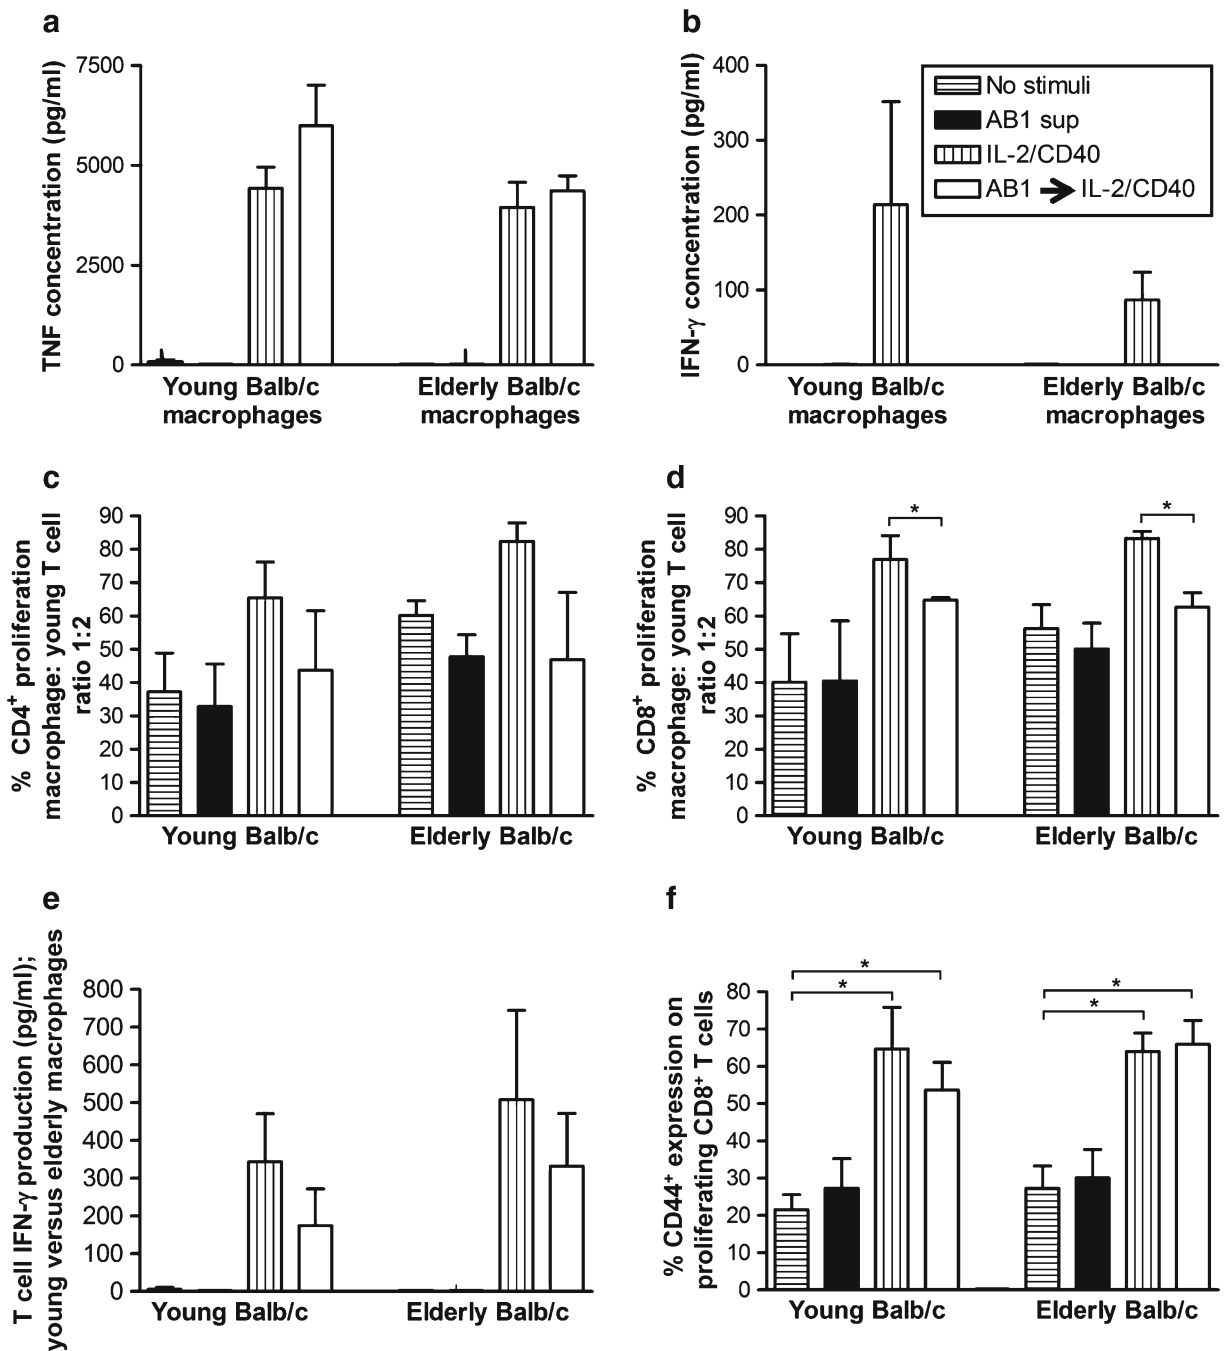 a
TNF concentration (pg/ml)
7500
5000
2500
0
Young Balb/c
macrophages
Elderly Balb/c
macrophages
b
IFN-γ concentration (pg/ml)
400
300
200
100
0
No stimuli
AB1 sup
IL-2/CD40
AB1 → IL-2/CD40
Young Balb/c
macrophages
Elderly Balb/c
macrophages
c
% CD4+ proliferation
macrophage: young T cell
ratio 1:2
90
80
70
60
50
40
30
20
10
0
Young Balb/c
Elderly Balb/c
d
% CD8+ proliferation
macrophage: young T cell
ratio 1:2
90
80
70
60
50
40
30
20
10
0
*
*
Young Balb/c
Elderly Balb/c
e
T cell IFN-γ production (pg/ml);
young versus elderly macrophages
800
700
600
500
400
300
200
100
0
Young Balb/c
Elderly Balb/c
f
% CD44+ expression on
proliferating CD8+ T cells
80
70
60
50
40
30
20
10
0
*
*
*
*
Young Balb/c
Elderly Balb/c